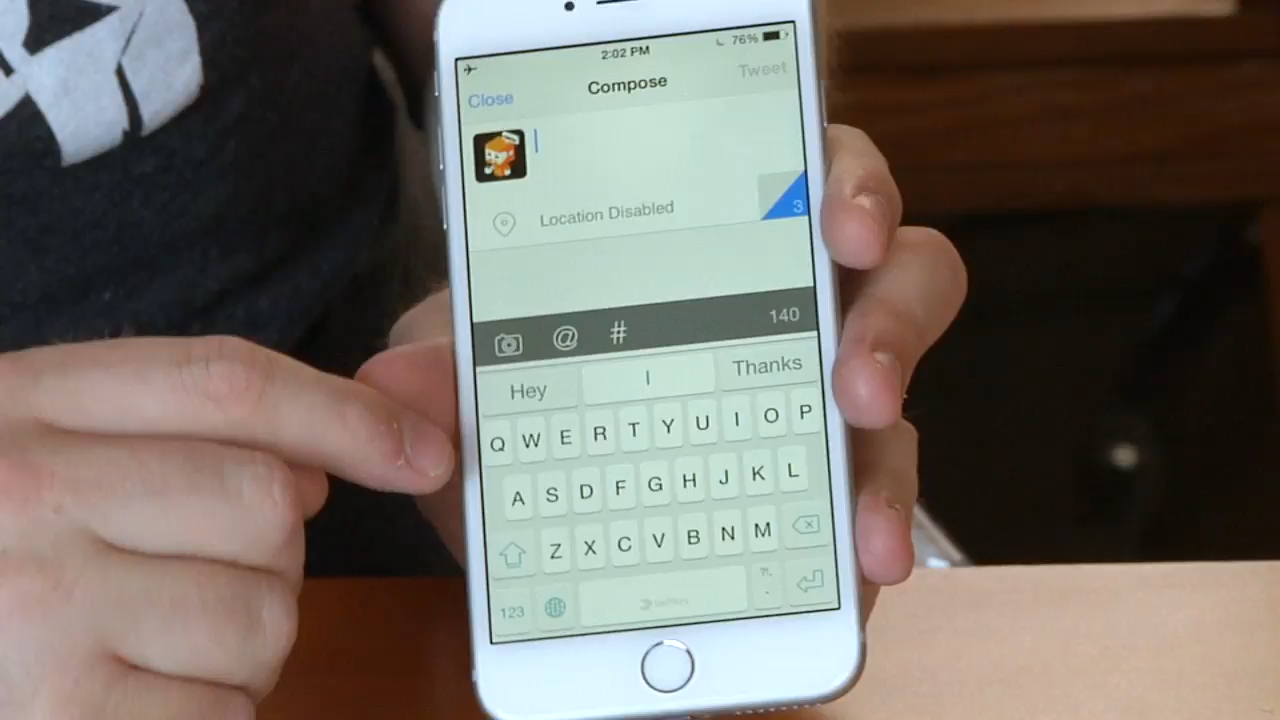 2:02 PM
76%
Close
Compose
Tweet
Location Disabled
3
@ #
140
Hey
I
Thanks
Q W E R T Y U I O P
A S D F G H J K L
Z X C V B N M
123